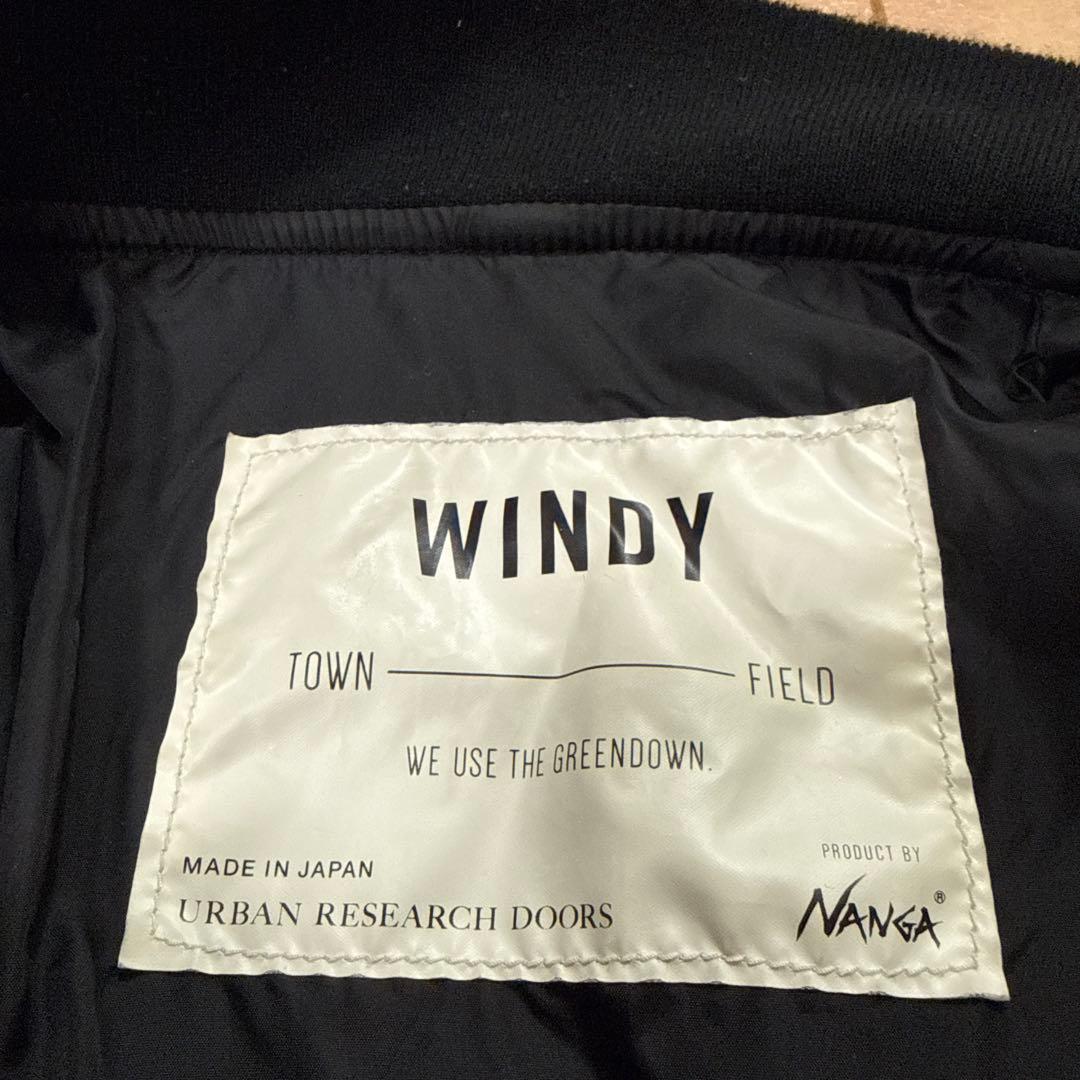 WINDY
TOWN FIELD
WE USE THE GREENDOWN.
PRODUCT BY
MADE IN JAPAN
URBAN RESEARCH DOORS
NANGA®